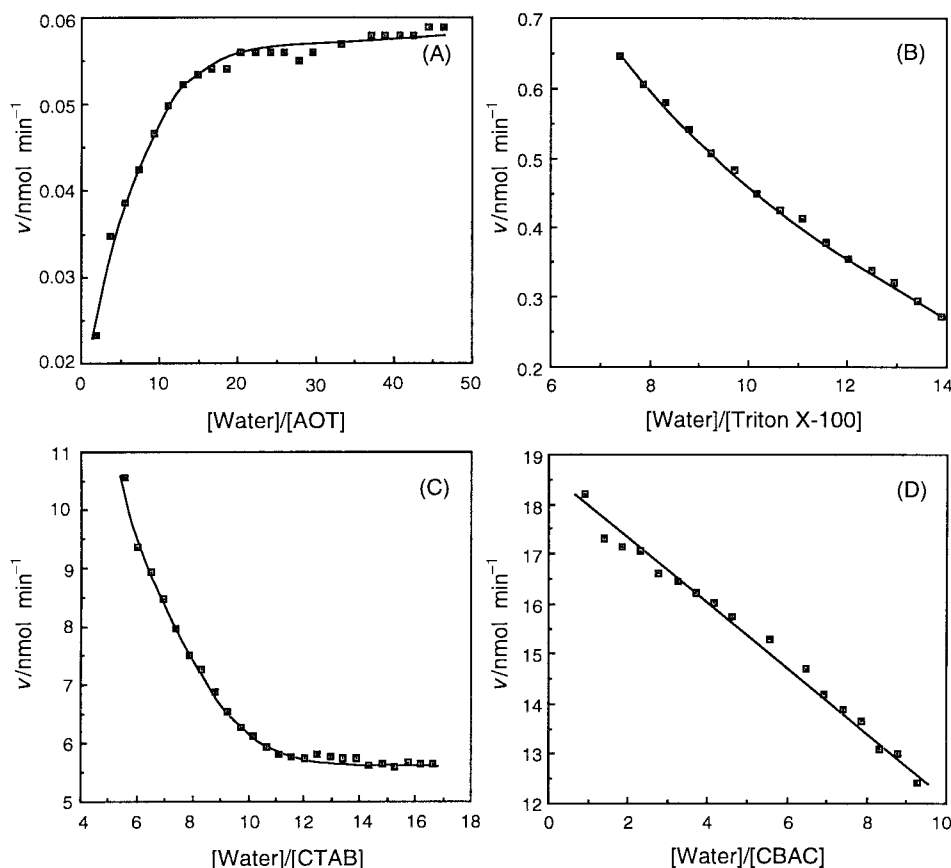 0.06
0.05
0.04
0.03
0.02
v/nmol min⁻¹
(A)
0 10 20 30 40 50
[Water]/[AOT]
0.7
0.6
0.5
0.4
0.3
0.2
v/nmol min⁻¹
(B)
6 8 10 12 14
[Water]/[Triton X-100]
11
10
9
8
7
6
5
v/nmol min⁻¹
(C)
4 6 8 10 12 14 16 18
[Water]/[CTAB]
19
18
17
16
15
14
13
12
v/nmol min⁻¹
(D)
0 2 4 6 8 10
[Water]/[CBAC]